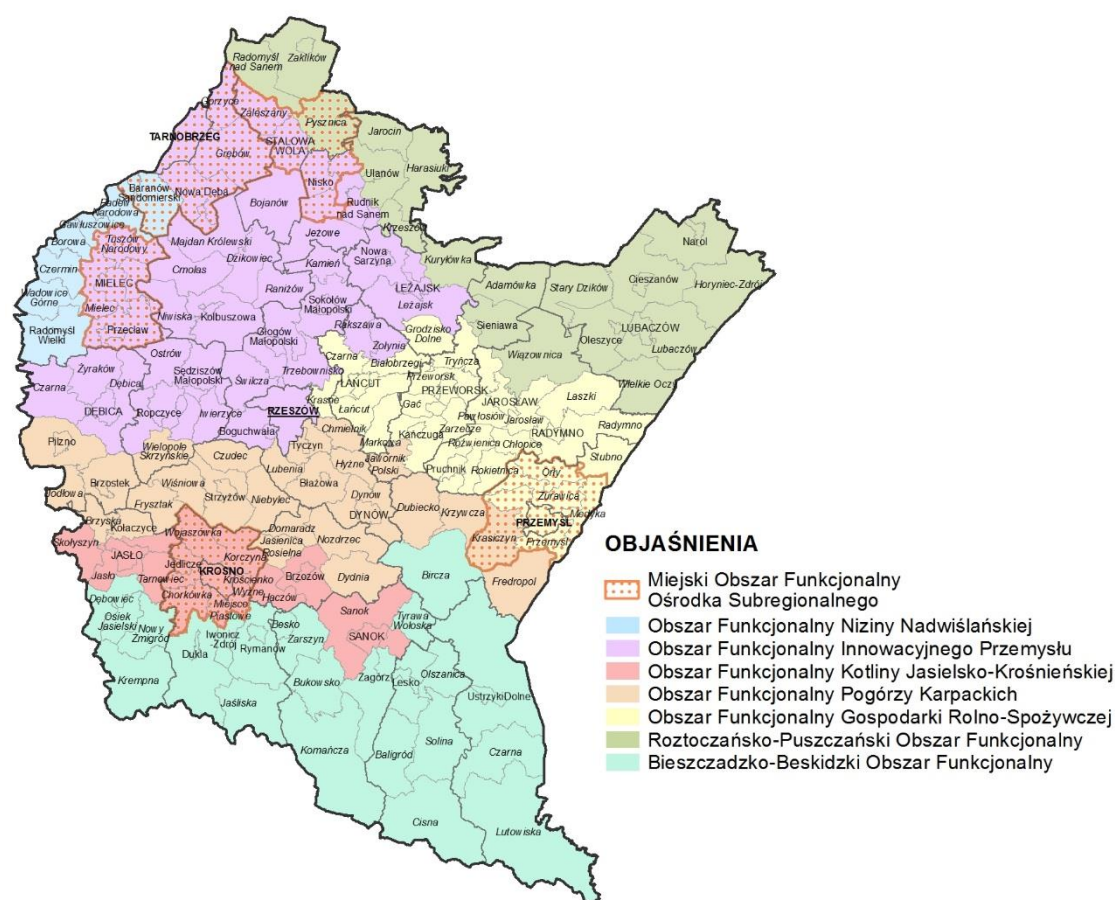 Radomyśl
nad Sanem
Zaklików
Gorzyce
Zaleszany
Pysznica
TARNOBRZEG
STALOWA
WOLA
Jarocin
Grębów
Harasiuki
Ulanów
Nisko
Baranów
Sandomierski
Nowa Dęba
Rudnik
nad Sanem
Padew
Narodowa
Bojanów
Gawłuszowice
Krzeszów
Borowa
Tuszów
Narodowy
Majdan Królewski
Jeżowe
Narol
Czermin
Cmolas
Dzikowiec
Kamień
Nowa
Sarzyna
Kuryłówka
Cieszanów
Horyniec-Zdrój
MIELEC
Raniżów
LEŻAJSK
Adamówka
Stary Dzików
Wadowice
Górne
Mielec
Niwiska
Kolbuszowa
Sokołów
Małopolski
Leżajsk
Radomyśl
Wielki
Przecław
Głogów
Małopolski
Rakszawa
Grodzisko
Dolne
Sieniawa
Oleszyce
LUBACZÓW
Lubaczów
Żołynia
Wiązownica
Ostrów
Czarna
Białobrzegi
Tryńcza
Wielkie Oczy
Żyraków
Sędziszów
Małopolski
Świlcza
Trzebownisko
Przeworsk
Czarna
Dębica
ŁAŃCUT
PRZEWORSK
Laszki
DĘBICA
Ropczyce
Iwierzyce
Krasne
Łańcut
Gać
JAROSŁAW
RZESZÓW
Pawłosiów
Jarosław
Radymno
Boguchwała
Chmielnik
Markowa
Kańczuga
Zarzecze
Chłopice
RADYMNO
Pilzno
Wielopole
Skrzyńskie
Czudec
Tyczyn
Roźwienica
Stubno
Lubenia
Hyżne
Jawornik
Polski
Pruchnik
Rokietnica
Orły
Brzostek
Wiśniowa
Błażowa
Żurawica
Jodłowa
Strzyżów
Niebylec
Dynów
DYNÓW
Dubiecko
Krzywcza
PRZEMYŚL
Medyka
Frysztak
Brzyska
Kołaczyce
Wojaszówka
Domaradz
Nozdrzec
Krasiczyn
Przemyśl
Jasienica
Rosielna
Skołyszyn
JASŁO
Jedlicze
Korczyna
Fredropol
KROSNO
Brzozów
Dydnia
Bircza
Jasło
Tarnowiec
Krościenko
Wyżne
Haczów
Chorkówka
Miejsce
Piastowe
Sanok
Dębowiec
Osiek
Jasielski
Nowy
Żmigród
Iwonicz-
Zdrój
Besko
Zarszyn
SANOK
Tyrawa
Wołoska
Dukla
Rymanów
Zagórz
Olszanica
Krempna
Bukowsko
Lesko
Ustrzyki Dolne
Jaśliska
Komańcza
Baligród
Solina
Czarna
Cisna
Lutowiska
OBJAŚNIENIA
Miejski Obszar Funkcjonalny
Ośrodka Subregionalnego
Obszar Funkcjonalny Niziny Nadwiślańskiej
Obszar Funkcjonalny Innowacyjnego Przemysłu
Obszar Funkcjonalny Kotliny Jasielsko-Krośnieńskiej
Obszar Funkcjonalny Pogórzy Karpackich
Obszar Funkcjonalny Gospodarki Rolno-Spożywczej
Roztoczańsko-Puszczański Obszar Funkcjonalny
Bieszczadzko-Beskidzki Obszar Funkcjonalny